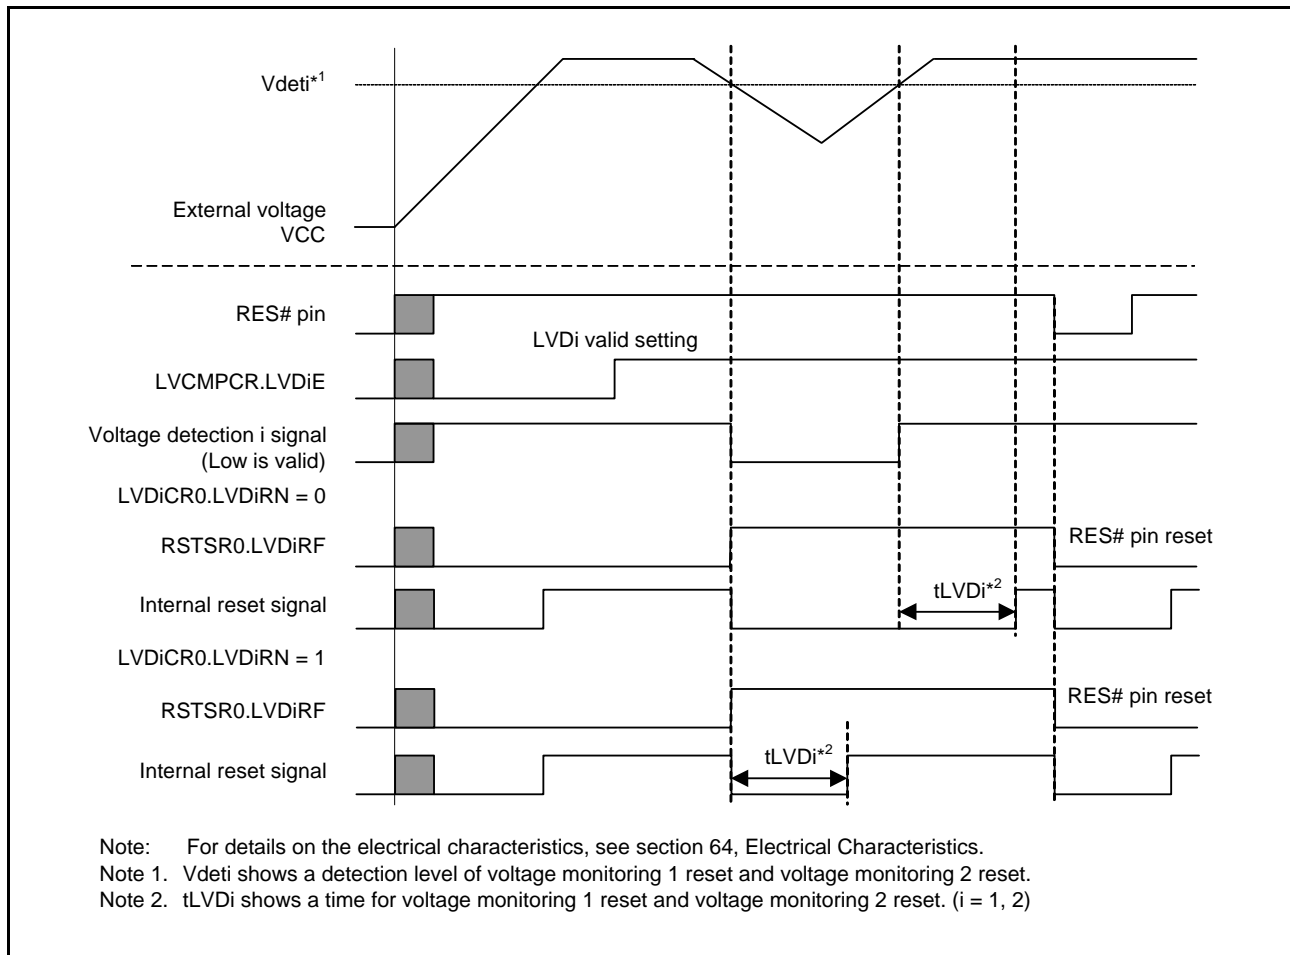 Vdeti*1
External voltage
VCC
RES# pin
LVDi valid setting
LVCMPCR.LVDiE
Voltage detection i signal
(Low is valid)
LVDiCR0.LVDiRN = 0
RSTSR0.LVDiRF
RES# pin reset
tLVDi*2
Internal reset signal
LVDiCR0.LVDiRN = 1
RSTSR0.LVDiRF
RES# pin reset
tLVDi*2
Internal reset signal
Note: For details on the electrical characteristics, see section 64, Electrical Characteristics.
Note 1. Vdeti shows a detection level of voltage monitoring 1 reset and voltage monitoring 2 reset.
Note 2. tLVDi shows a time for voltage monitoring 1 reset and voltage monitoring 2 reset. (i = 1, 2)